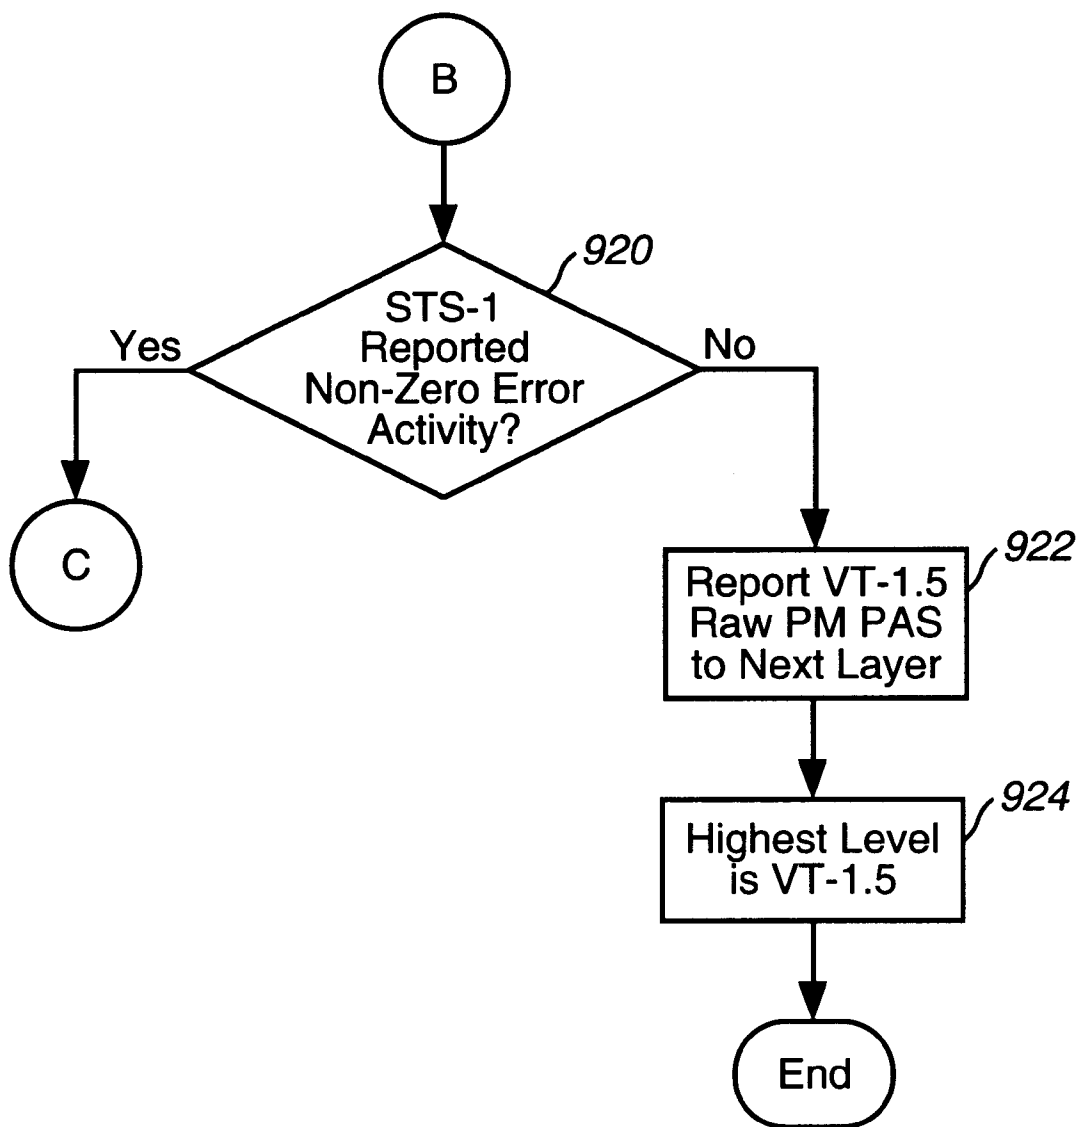 B
920
STS-1
Reported
Non-Zero Error
Activity?
Yes
No
C
922
Report VT-1.5
Raw PM PAS
to Next Layer
924
Highest Level
is VT-1.5
End